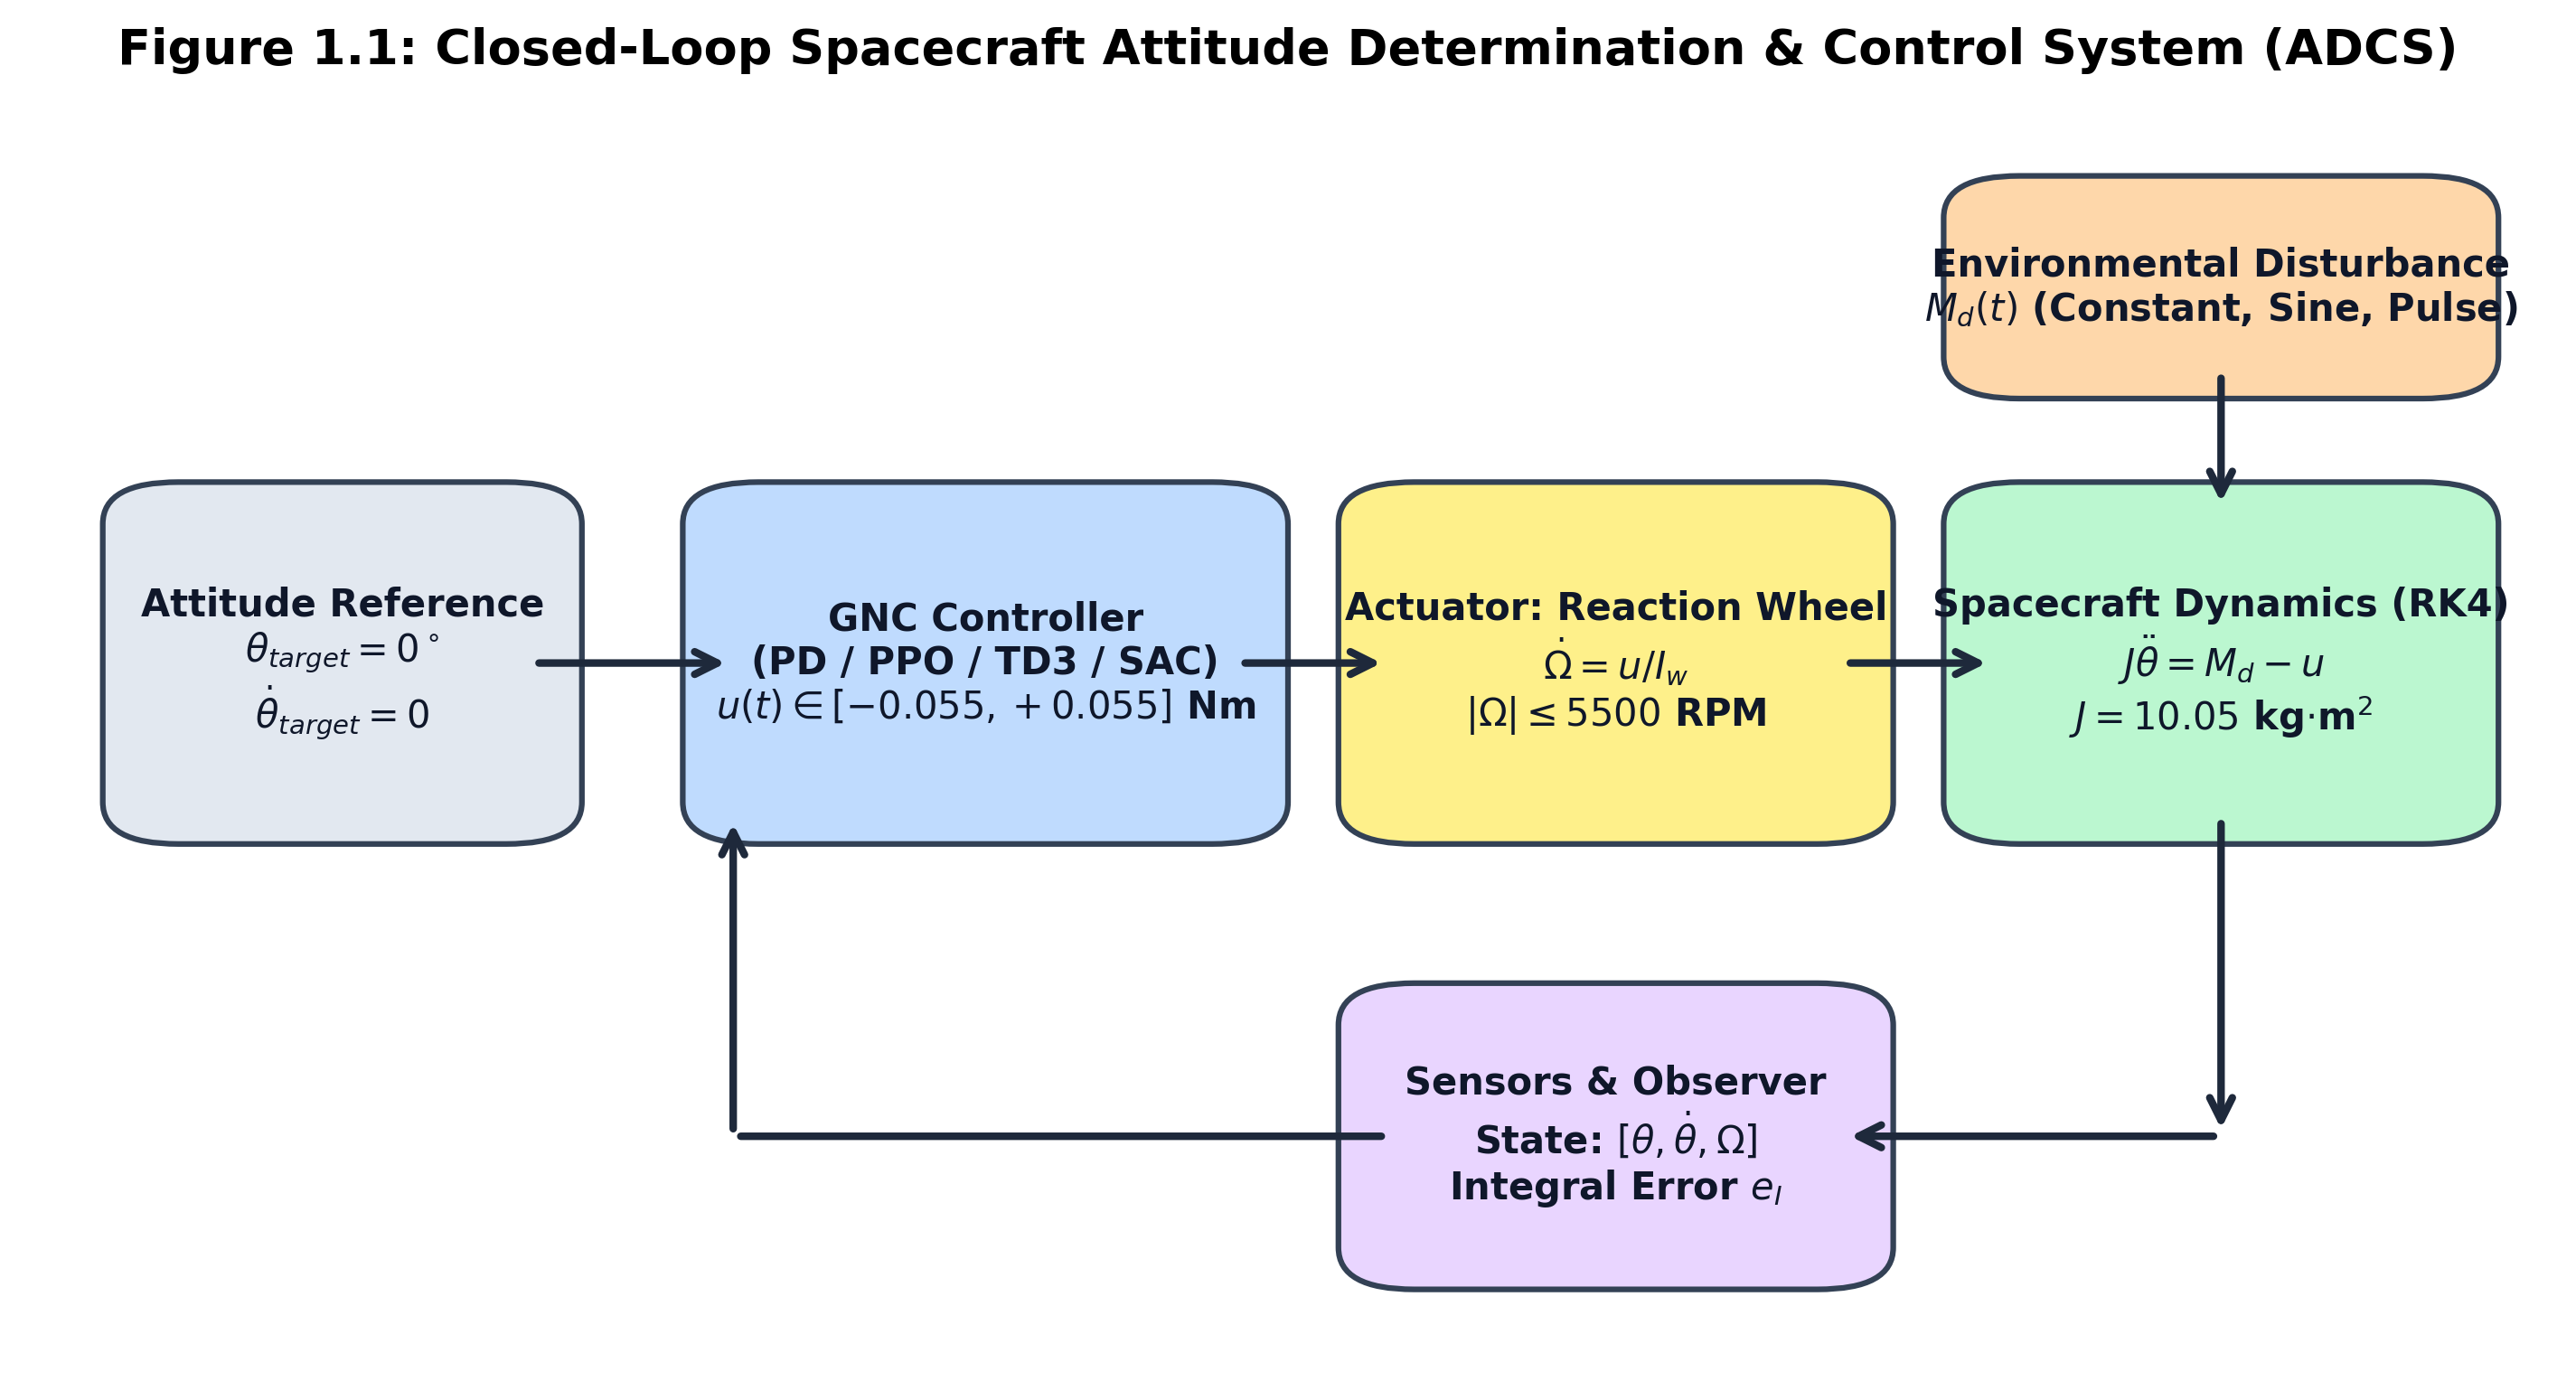 Figure 1.1: Closed-Loop Spacecraft Attitude Determination & Control System (ADCS)
Environmental Disturbance
M_d(t) (Constant, Sine, Pulse)
Attitude Reference
θ_target = 0°
θ̇_target = 0
GNC Controller
(PD / PPO / TD3 / SAC)
u(t) ∈ [−0.055, +0.055] Nm
Actuator: Reaction Wheel
Ω̇ = u/I_w
|Ω| ≤ 5500 RPM
Spacecraft Dynamics (RK4)
Jθ̈ = M_d − u
J = 10.05 kg·m²
Sensors & Observer
State: [θ, θ̇, Ω]
Integral Error e_I